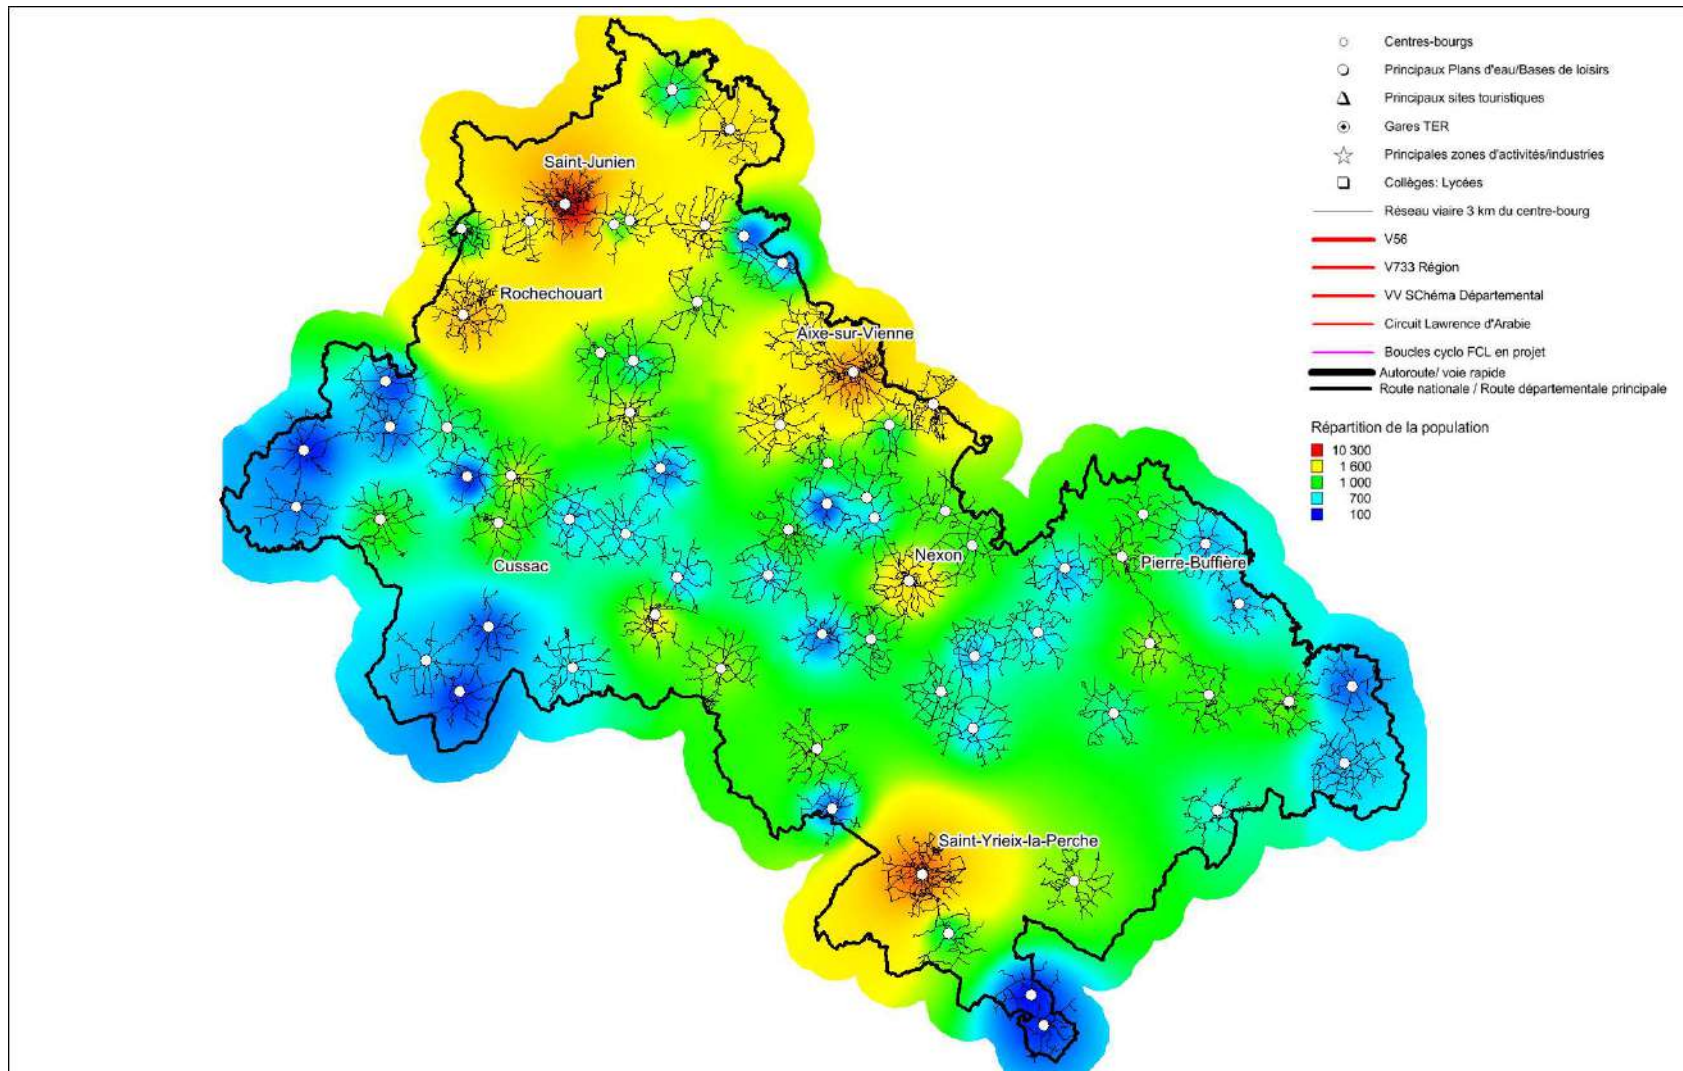 Centres-bourgs
Principaux Plans d'eau/Bases de loisirs
Principaux sites touristiques
Gares TER
Principales zones d'activités/industries
Collèges: Lycées
Réseau viaire 3 km du centre-bourg
V56
V733 Région
VV SChéma Départemental
Circuit Lawrence d'Arabie
Boucles cyclo FCL en projet
Autoroute/ voie rapide
Route nationale / Route départementale principale
Répartition de la population
10 300
1 600
1 000
700
100
Saint-Junien
Rochechouart
Aixe-sur-Vienne
Nexon
Pierre-Buffière
Cussac
Saint-Yrieix-la-Perche